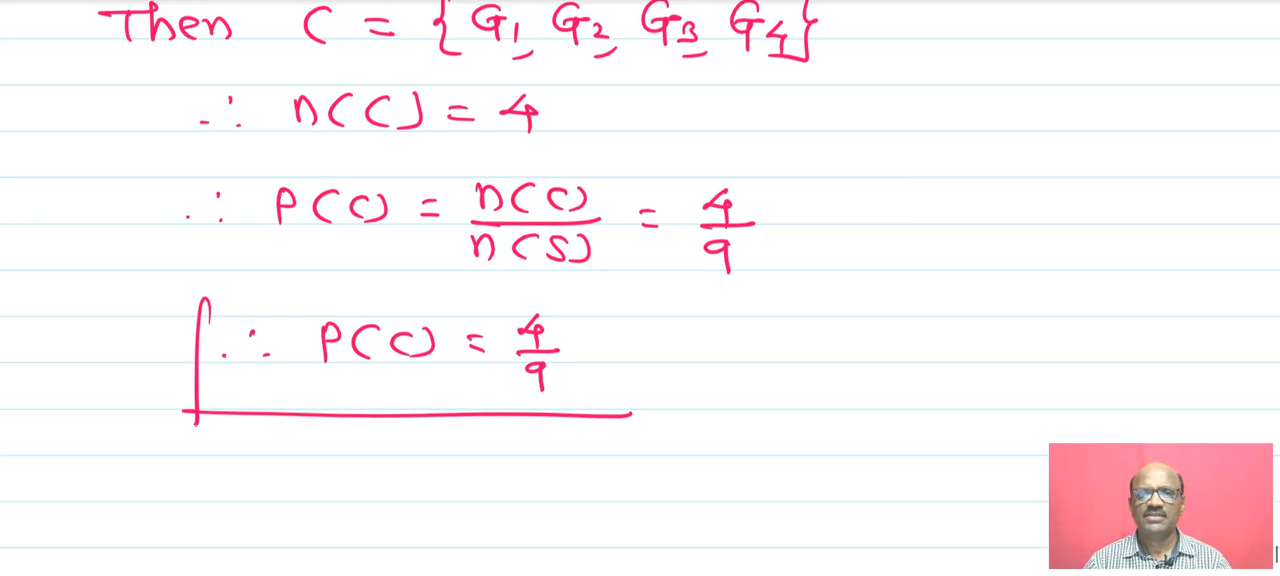 Then C = {G1, G2, G3, G4}
∴ n(C) = 4
∴ P(C) = n(C)/n(S) = 4/9
∴ P(C) = 4/9